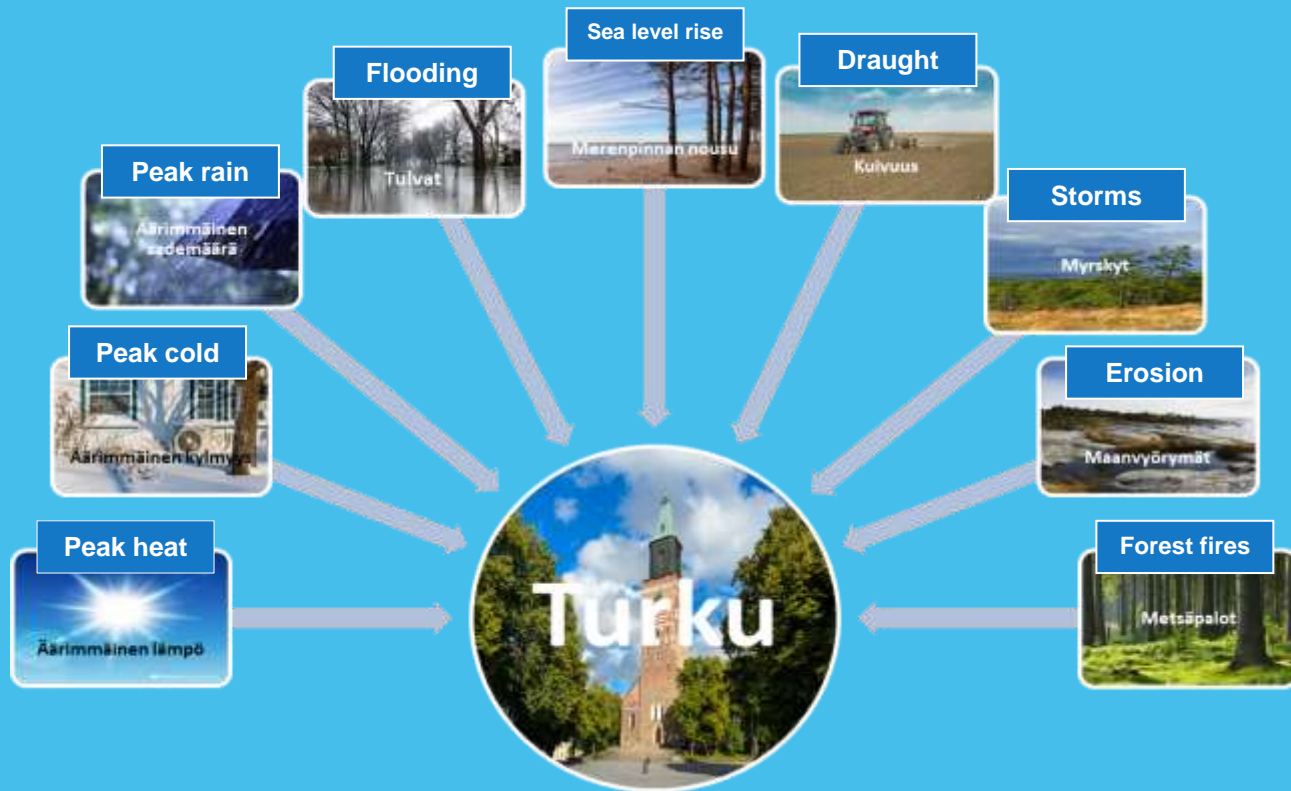 Sea level rise
Merenpinnan nousu
Flooding
Tulvat
Draught
Kuivuus
Peak rain
Äärimmäinen
sademäärä
Storms
Myrskyt
Peak cold
Äärimmäinen kylmyys
Erosion
Maanvyörymät
Peak heat
Äärimmäinen lämpö
Forest fires
Metsäpalot
Turku